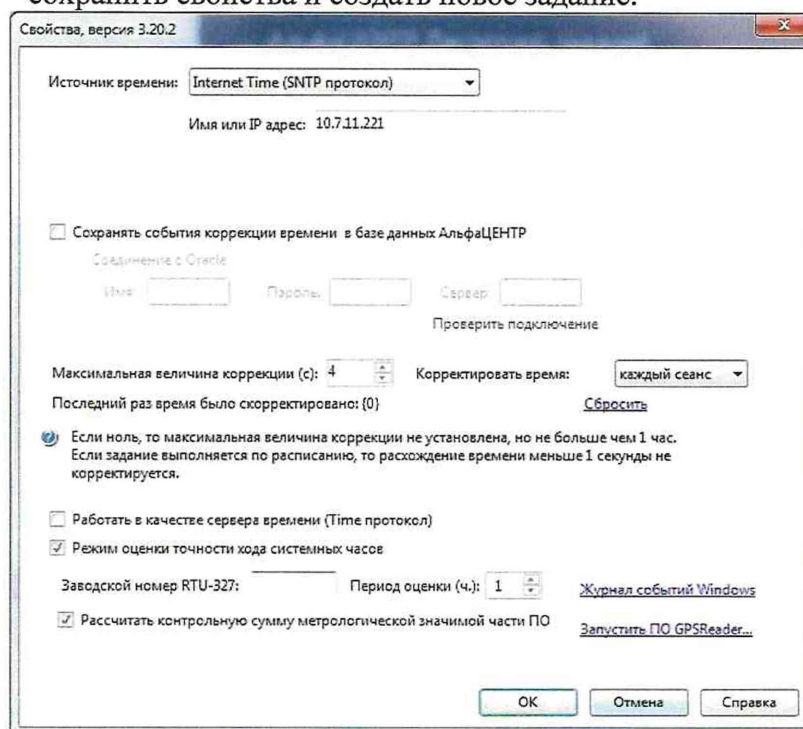 сохранить свойства и создать новое задание.
Свойства, версия 3.20.2
Источник времени: Internet Time (SNTP протокол)
Имя или IP адрес: 10.7.11.221
Сохранять события коррекции времени в базе данных АльфаЦЕНТР
Соединение с Oracle
Имя: Пароль: Сервер:
Проверить подключение
Максимальная величина коррекции (с): 4 Корректировать время: каждый сеанс
Последний раз время было скорректировано: {0} Сбросить
Если ноль, то максимальная величина коррекции не установлена, но не больше чем 1 час.
Если задание выполняется по расписанию, то расхождение времени меньше 1 секунды не
корректируется.
Работать в качестве сервера времени (Time протокол)
Режим оценки точности хода системных часов
Заводской номер RTU-327: Период оценки (ч.): 1 Журнал событий Windows
Рассчитать контрольную сумму метрологической значимой части ПО Запустить ПО GPSReader...
OK Отмена Справка